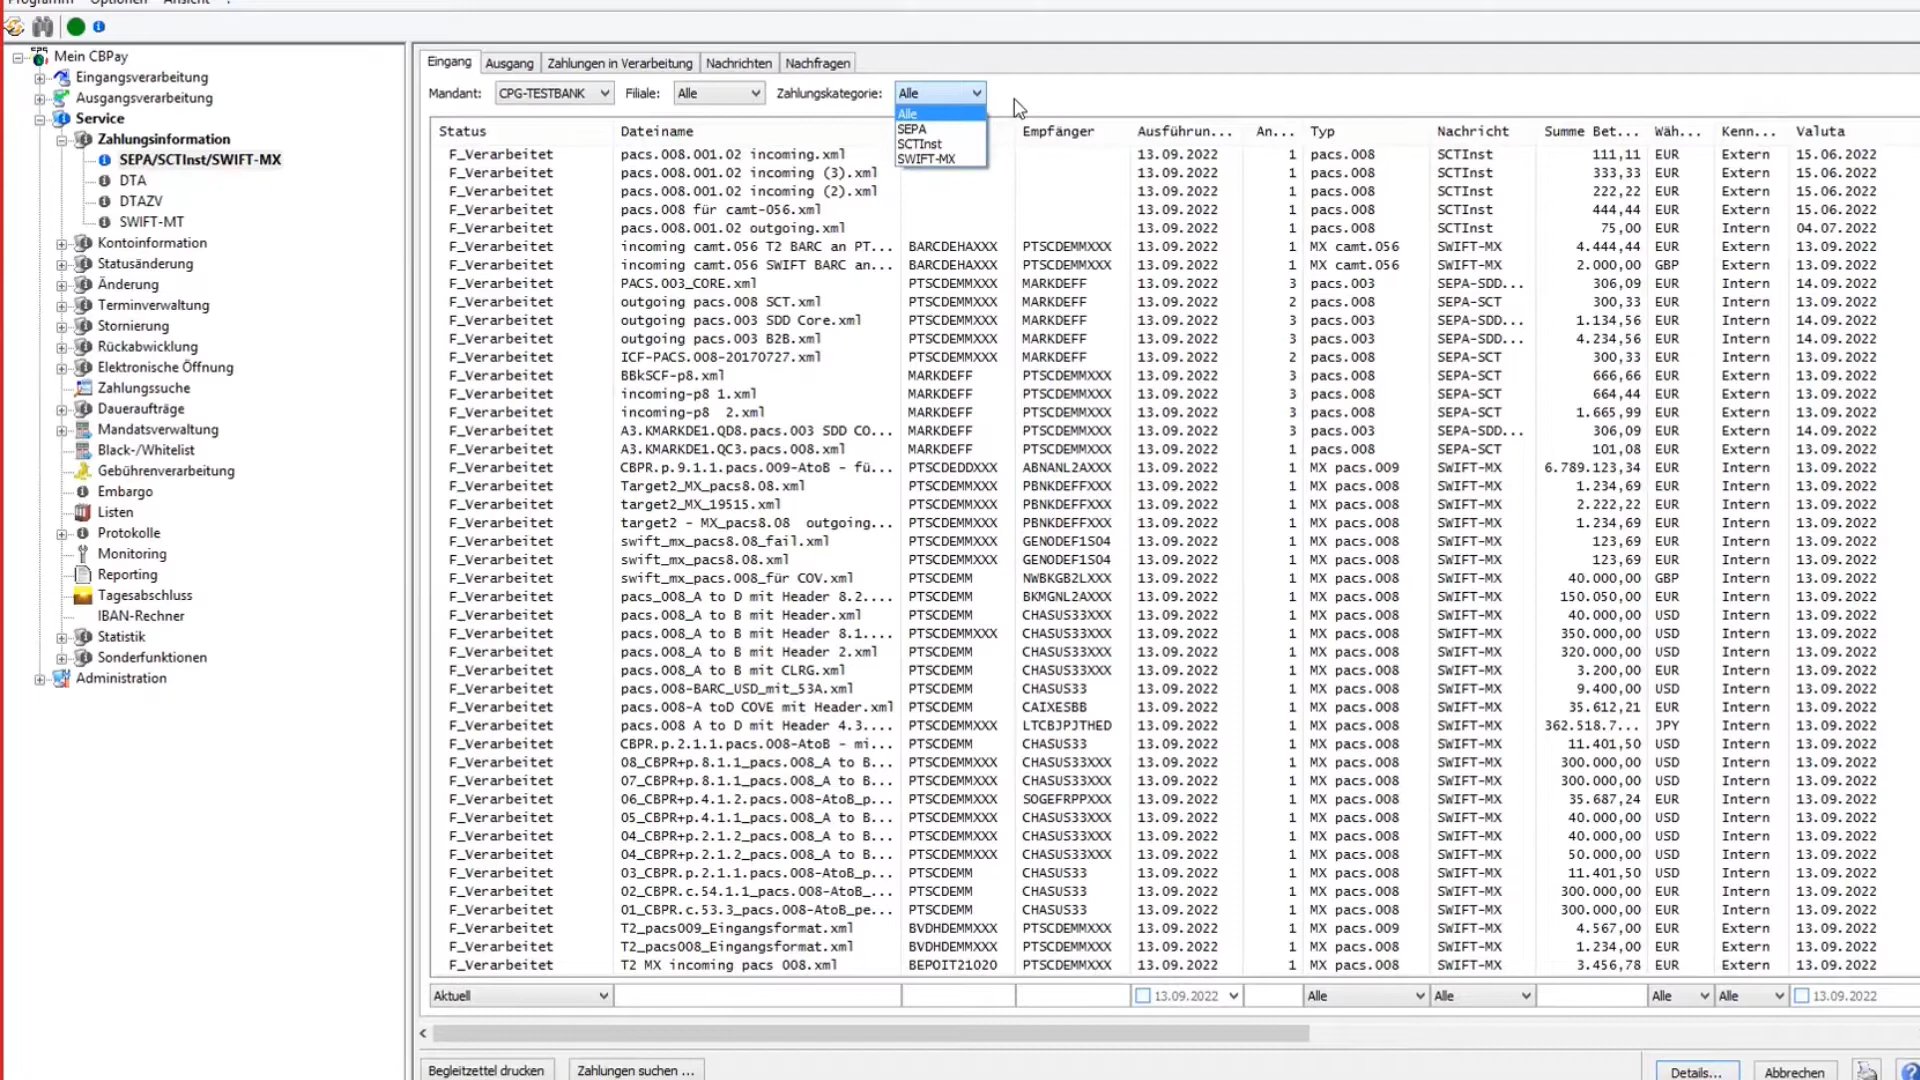 Programm Optionen Ansicht ?
Mein CBPay
Eingangsverarbeitung
Ausgangsverarbeitung
Service
Zahlungsinformation
SEPA/SCTInst/SWIFT-MX
DTA
DTAZV
SWIFT-MT
Kontoinformation
Statusänderung
Änderung
Terminverwaltung
Stornierung
Rückabwicklung
Elektronische Öffnung
Zahlungssuche
Daueraufträge
Mandatsverwaltung
Black-/Whitelist
Gebührenverarbeitung
Embargo
Listen
Protokolle
Monitoring
Reporting
Tagesabschluss
IBAN-Rechner
Statistik
Sonderfunktionen
Administration
Eingang Ausgang Zahlungen in Verarbeitung Nachrichten Nachfragen
Mandant: CPG-TESTBANK Filiale: Alle Zahlungskategorie: Alle
Alle
SEPA
SCTInst
SWIFT-MX
Status Dateiname Empfänger Ausführun... An... Typ Nachricht Summe Bet... Wäh... Kenn... Valuta
F_Verarbeitet pacs.008.001.02 incoming.xml 13.09.2022 1 pacs.008 SCTInst 111,11 EUR Extern 15.06.2022
F_Verarbeitet pacs.008.001.02 incoming (3).xml 13.09.2022 1 pacs.008 SCTInst 333,33 EUR Extern 15.06.2022
F_Verarbeitet pacs.008.001.02 incoming (2).xml 13.09.2022 1 pacs.008 SCTInst 222,22 EUR Extern 15.06.2022
F_Verarbeitet pacs.008 für camt-056.xml 13.09.2022 1 pacs.008 SCTInst 444,44 EUR Extern 15.06.2022
F_Verarbeitet pacs.008.001.02 outgoing.xml 13.09.2022 1 pacs.008 SCTInst 75,00 EUR Intern 04.07.2022
F_Verarbeitet incoming camt.056 T2 BARC an PT... BARCDEHAXXX PTSCDEMMXXX 13.09.2022 1 MX camt.056 SWIFT-MX 4.444,44 EUR Extern 13.09.2022
F_Verarbeitet incoming camt.056 SWIFT BARC an... BARCDEHAXXX PTSCDEMMXXX 13.09.2022 1 MX camt.056 SWIFT-MX 2.000,00 GBP Extern 13.09.2022
F_Verarbeitet PACS.003_CORE.xml PTSCDEMMXXX MARKDEFF 13.09.2022 3 pacs.003 SEPA-SDD... 306,09 EUR Extern 14.09.2022
F_Verarbeitet outgoing pacs.008 SCT.xml PTSCDEMMXXX MARKDEFF 13.09.2022 2 pacs.008 SEPA-SCT 300,33 EUR Intern 13.09.2022
F_Verarbeitet outgoing pacs.003 SDD Core.xml PTSCDEMMXXX MARKDEFF 13.09.2022 3 pacs.003 SEPA-SDD... 1.134,56 EUR Intern 14.09.2022
F_Verarbeitet outgoing pacs.003 B2B.xml PTSCDEMMXXX MARKDEFF 13.09.2022 3 pacs.003 SEPA-SDD... 4.234,56 EUR Intern 14.09.2022
F_Verarbeitet ICF-PACS.008-20170727.xml PTSCDEMMXXX MARKDEFF 13.09.2022 2 pacs.008 SEPA-SCT 300,33 EUR Intern 13.09.2022
F_Verarbeitet BBkSCF-p8.xml MARKDEFF PTSCDEMMXXX 13.09.2022 3 pacs.008 SEPA-SCT 666,66 EUR Extern 13.09.2022
F_Verarbeitet incoming-p8 1.xml MARKDEFF PTSCDEMMXXX 13.09.2022 3 pacs.008 SEPA-SCT 664,44 EUR Extern 13.09.2022
F_Verarbeitet incoming-p8 2.xml MARKDEFF PTSCDEMMXXX 13.09.2022 3 pacs.008 SEPA-SCT 1.665,99 EUR Extern 13.09.2022
F_Verarbeitet A3.KMARKDE1.QD8.pacs.003 SDD CO... MARKDEFF PTSCDEMMXXX 13.09.2022 3 pacs.003 SEPA-SDD... 306,09 EUR Extern 14.09.2022
F_Verarbeitet A3.KMARKDE1.QC3.pacs.008.xml MARKDEFF PTSCDEMMXXX 13.09.2022 1 pacs.008 SEPA-SCT 101,08 EUR Extern 13.09.2022
F_Verarbeitet CBPR.p.9.1.1.pacs.009-AtoB - fü... PTSCDEDDXXX ABNANL2AXXX 13.09.2022 1 MX pacs.009 SWIFT-MX 6.789.123,34 EUR Intern 13.09.2022
F_Verarbeitet Target2_MX_pacs8.08.xml PTSCDEMMXXX PBNKDEFFXXX 13.09.2022 1 MX pacs.008 SWIFT-MX 1.234,69 EUR Intern 13.09.2022
F_Verarbeitet target2_MX_19515.xml PTSCDEMMXXX PBNKDEFFXXX 13.09.2022 1 MX pacs.008 SWIFT-MX 2.222,22 EUR Intern 13.09.2022
F_Verarbeitet target2 - MX_pacs8.08 outgoing... PTSCDEMMXXX PBNKDEFFXXX 13.09.2022 1 MX pacs.008 SWIFT-MX 1.234,69 EUR Intern 13.09.2022
F_Verarbeitet swift_mx_pacs8.08_fail.xml PTSCDEMMXXX GENODEF1S04 13.09.2022 1 MX pacs.008 SWIFT-MX 123,69 EUR Intern 13.09.2022
F_Verarbeitet swift_mx_pacs8.08.xml PTSCDEMMXXX GENODEF1S04 13.09.2022 1 MX pacs.008 SWIFT-MX 123,69 EUR Intern 13.09.2022
F_Verarbeitet swift_mx_pacs.008_für COV.xml PTSCDEMM NWBKGB2LXXX 13.09.2022 1 MX pacs.008 SWIFT-MX 40.000,00 GBP Intern 13.09.2022
F_Verarbeitet pacs_008_A to D mit Header 8.2.... PTSCDEMM BKMGNL2AXXX 13.09.2022 1 MX pacs.008 SWIFT-MX 150.050,00 EUR Intern 13.09.2022
F_Verarbeitet pacs.008_A to B mit Header.xml PTSCDEMM CHASUS33XXX 13.09.2022 1 MX pacs.008 SWIFT-MX 40.000,00 USD Intern 13.09.2022
F_Verarbeitet pacs.008_A to B mit Header 8.1.... PTSCDEMMXXX CHASUS33XXX 13.09.2022 1 MX pacs.008 SWIFT-MX 350.000,00 USD Intern 13.09.2022
F_Verarbeitet pacs.008_A to B mit Header 2.xml PTSCDEMM CHASUS33XXX 13.09.2022 1 MX pacs.008 SWIFT-MX 320.000,00 USD Intern 13.09.2022
F_Verarbeitet pacs.008_A to B mit CLRG.xml PTSCDEMM CHASUS33XXX 13.09.2022 1 MX pacs.008 SWIFT-MX 3.200,00 EUR Intern 13.09.2022
F_Verarbeitet pacs.008-BARC_USD_mit_53A.xml PTSCDEMM CHASUS33 13.09.2022 1 MX pacs.008 SWIFT-MX 9.400,00 USD Intern 13.09.2022
F_Verarbeitet pacs.008-A toD COVE mit Header.xml PTSCDEMM CAIXESBB 13.09.2022 1 MX pacs.008 SWIFT-MX 35.612,21 EUR Intern 13.09.2022
F_Verarbeitet pacs.008 A to D mit Header 4.3.... PTSCDEMMXXX LTCBJPJTHED 13.09.2022 1 MX pacs.008 SWIFT-MX 362.518.7... JPY Intern 13.09.2022
F_Verarbeitet CBPR.p.2.1.1.pacs.008-AtoB - mi... PTSCDEMM CHASUS33 13.09.2022 1 MX pacs.008 SWIFT-MX 11.401,50 USD Intern 13.09.2022
F_Verarbeitet 08_CBPR+p.8.1.1_pacs.008_A to B... PTSCDEMMXXX CHASUS33XXX 13.09.2022 1 MX pacs.008 SWIFT-MX 300.000,00 USD Intern 13.09.2022
F_Verarbeitet 07_CBPR+p.8.1.1_pacs.008_A to B... PTSCDEMMXXX CHASUS33XXX 13.09.2022 1 MX pacs.008 SWIFT-MX 300.000,00 USD Intern 13.09.2022
F_Verarbeitet 06_CBPR+p.4.1.2.pacs.008-AtoB_p... PTSCDEMMXXX SOGEFRPPXXX 13.09.2022 1 MX pacs.008 SWIFT-MX 35.687,24 EUR Intern 13.09.2022
F_Verarbeitet 05_CBPR+p.4.1.1_pacs.008_A to B... PTSCDEMMXXX CHASUS33XXX 13.09.2022 1 MX pacs.008 SWIFT-MX 40.000,00 USD Intern 13.09.2022
F_Verarbeitet 04_CBPR+p.2.1.2_pacs.008_A to B... PTSCDEMMXXX CHASUS33XXX 13.09.2022 1 MX pacs.008 SWIFT-MX 40.000,00 USD Intern 13.09.2022
F_Verarbeitet 04_CBPR+p.2.1.2_pacs.008_A to B... PTSCDEMMXXX CHASUS33XXX 13.09.2022 1 MX pacs.008 SWIFT-MX 50.000,00 USD Intern 13.09.2022
F_Verarbeitet 03_CBPR+p.2.1.1.pacs.008-AtoB_p... PTSCDEMM CHASUS33 13.09.2022 1 MX pacs.008 SWIFT-MX 11.401,50 USD Intern 13.09.2022
F_Verarbeitet 02_CBPR.c.54.1.1_pacs.008-AtoB_... PTSCDEMM CHASUS33 13.09.2022 1 MX pacs.008 SWIFT-MX 300.000,00 EUR Intern 13.09.2022
F_Verarbeitet 01_CBPR.c.53.3_pacs.008-AtoB_pe... PTSCDEMM CHASUS33 13.09.2022 1 MX pacs.008 SWIFT-MX 300.000,00 EUR Intern 13.09.2022
F_Verarbeitet T2_pacs009_Eingangsformat.xml BVDHDEMMXXX PTSCDEMMXXX 13.09.2022 1 MX pacs.009 SWIFT-MX 4.567,00 EUR Extern 13.09.2022
F_Verarbeitet T2_pacs008_Eingangsformat.xml BVDHDEMMXXX PTSCDEMMXXX 13.09.2022 1 MX pacs.008 SWIFT-MX 1.234,00 EUR Extern 13.09.2022
F_Verarbeitet T2 MX incoming pacs 008.xml BEPOIT21020 PTSCDEMMXXX 13.09.2022 1 MX pacs.008 SWIFT-MX 3.456,78 EUR Extern 13.09.2022
Aktuell 13.09.2022 Alle Alle Alle Alle 13.09.2022
Begleitzettel drucken Zahlungen suchen ... Details... Abbrechen